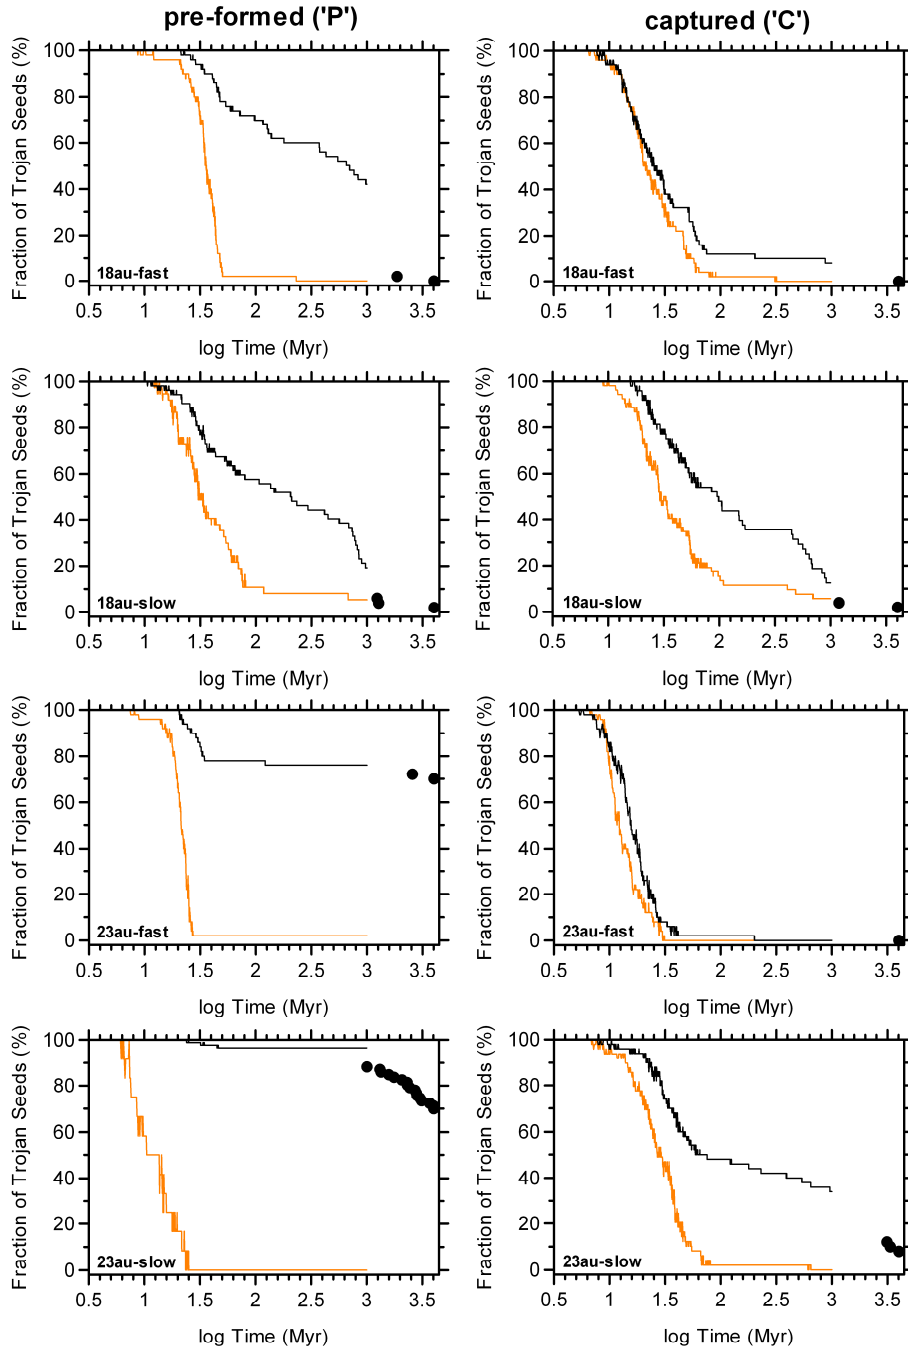 pre-formed ('P')
captured ('C')
Fraction of Trojan Seeds (%)
100
80
60
40
20
0
18au-fast
0.5 1 1.5 2 2.5 3 3.5
log Time (Myr)
Fraction of Trojan Seeds (%)
100
80
60
40
20
0
18au-fast
0.5 1 1.5 2 2.5 3 3.5
log Time (Myr)
Fraction of Trojan Seeds (%)
100
80
60
40
20
0
18au-slow
0.5 1 1.5 2 2.5 3 3.5
log Time (Myr)
Fraction of Trojan Seeds (%)
100
80
60
40
20
0
18au-slow
0.5 1 1.5 2 2.5 3 3.5
log Time (Myr)
Fraction of Trojan Seeds (%)
100
80
60
40
20
0
23au-fast
0.5 1 1.5 2 2.5 3 3.5
log Time (Myr)
Fraction of Trojan Seeds (%)
100
80
60
40
20
0
23au-fast
0.5 1 1.5 2 2.5 3 3.5
log Time (Myr)
Fraction of Trojan Seeds (%)
100
80
60
40
20
0
23au-slow
0.5 1 1.5 2 2.5 3 3.5
log Time (Myr)
Fraction of Trojan Seeds (%)
100
80
60
40
20
0
23au-slow
0.5 1 1.5 2 2.5 3 3.5
log Time (Myr)